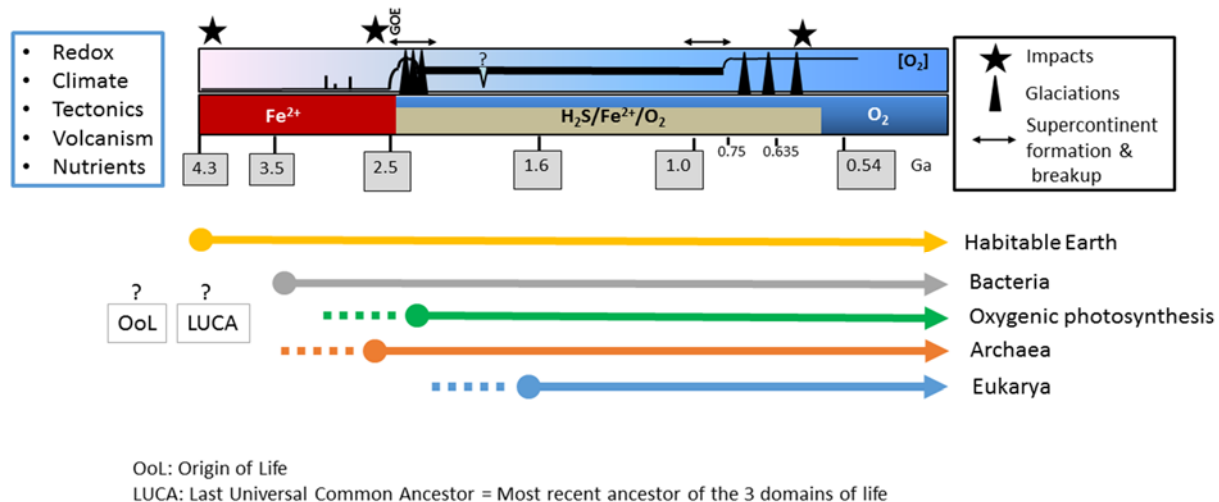 • Redox
• Climate
• Tectonics
• Volcanism
• Nutrients
GOE
?
[O₂]
Fe²⁺
H₂S/Fe²⁺/O₂
O₂
4.3
3.5
2.5
1.6
1.0
0.75
0.635
0.54
Ga
Impacts
Glaciations
Supercontinent
formation &
breakup
Habitable Earth
Bacteria
Oxygenic photosynthesis
Archaea
Eukarya
?
?
OoL
LUCA
OoL: Origin of Life
LUCA: Last Universal Common Ancestor = Most recent ancestor of the 3 domains of life